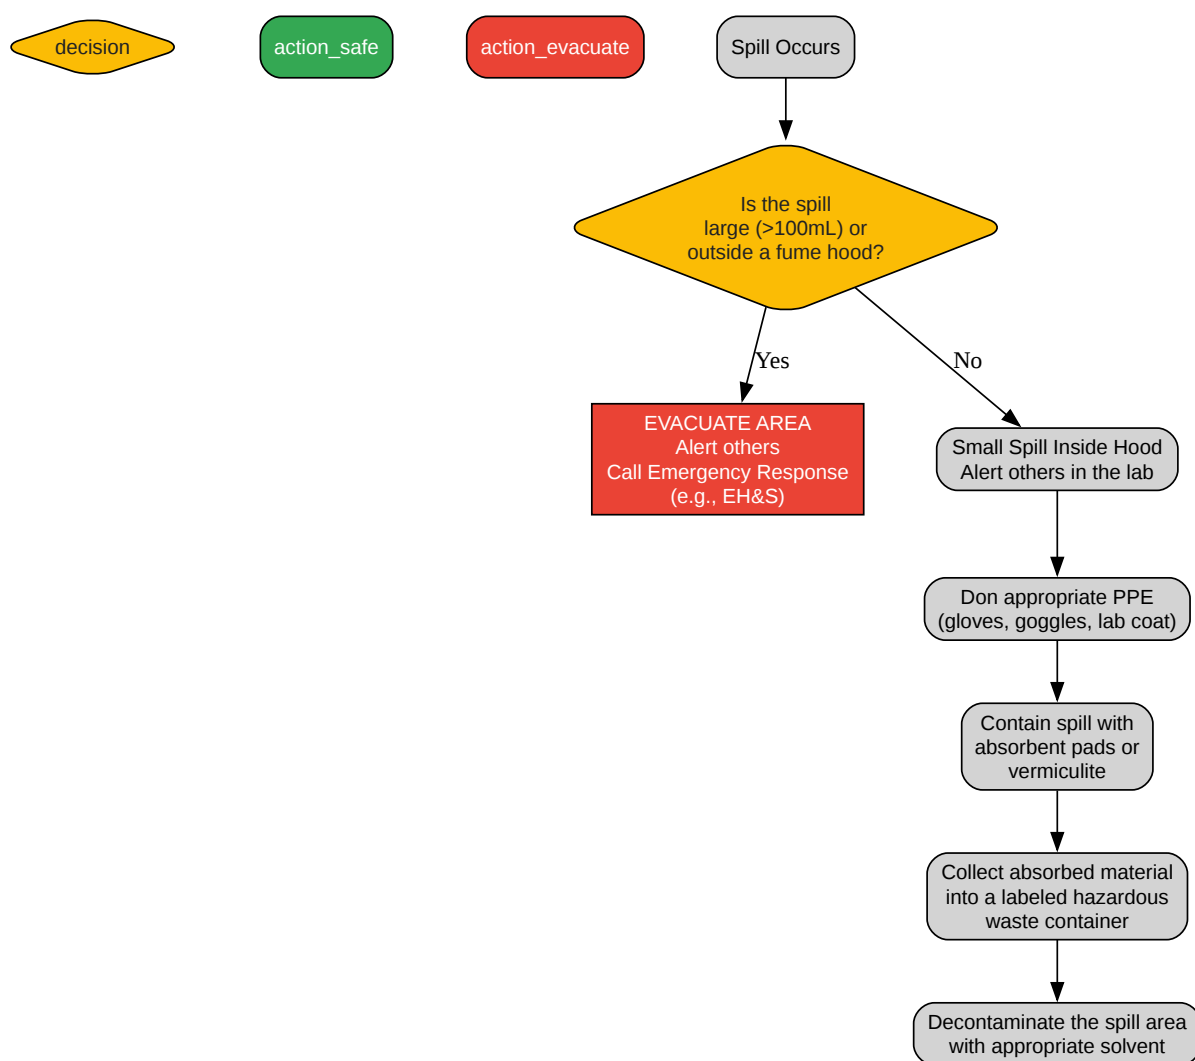 decision
action_safe
action_evacuate
Spill Occurs
Is the spill
large (>100mL) or
outside a fume hood?
Yes
No
EVACUATE AREA
Alert others
Call Emergency Response
(e.g., EH&S)
Small Spill Inside Hood
Alert others in the lab
Don appropriate PPE
(gloves, goggles, lab coat)
Contain spill with
absorbent pads or
vermiculite
Collect absorbed material
into a labeled hazardous
waste container
Decontaminate the spill area
with appropriate solvent